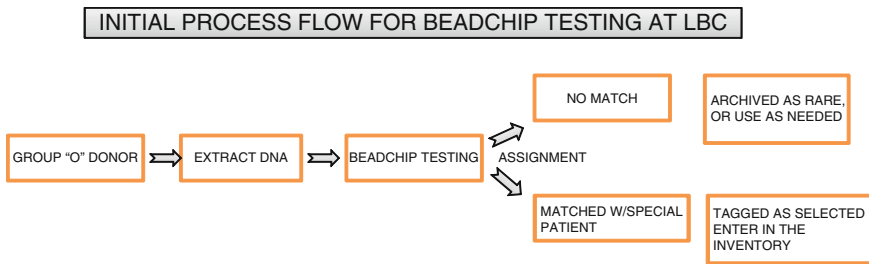 INITIAL PROCESS FLOW FOR BEADCHIP TESTING AT LBC
NO MATCH
ARCHIVED AS RARE,
OR USE AS NEEDED
GROUP “O” DONOR
EXTRACT DNA
BEADCHIP TESTING
ASSIGNMENT
MATCHED W/SPECIAL
PATIENT
TAGGED AS SELECTED
ENTER IN THE
INVENTORY